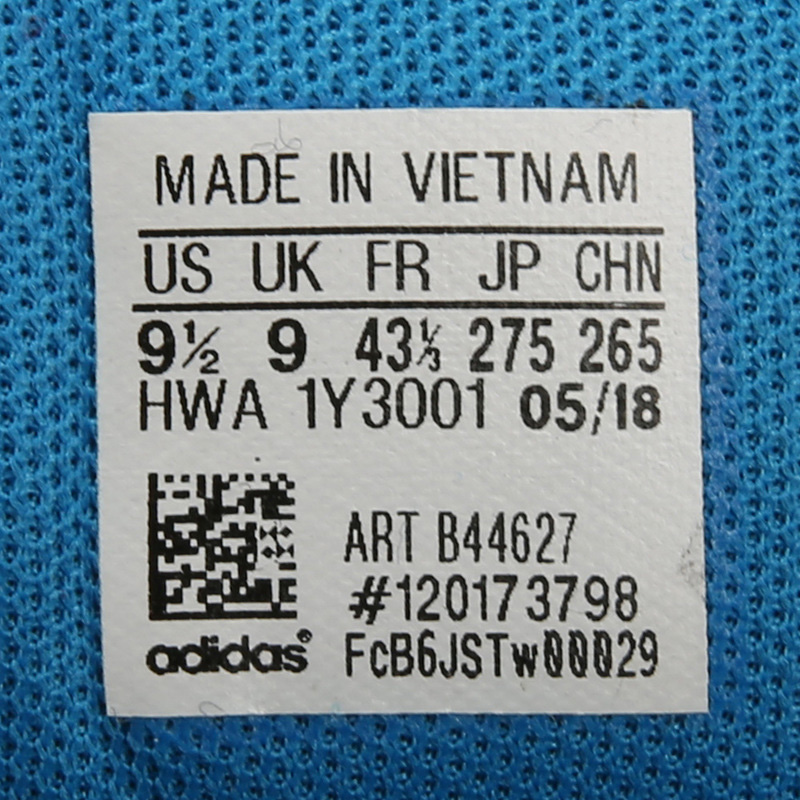 MADE IN VIETNAM
US UK FR JP CHN
9½ 9 43⅓ 275 265
HWA 1Y3001 05/18
ART B44627
#120173798
adidas® FcB6JSTw00029